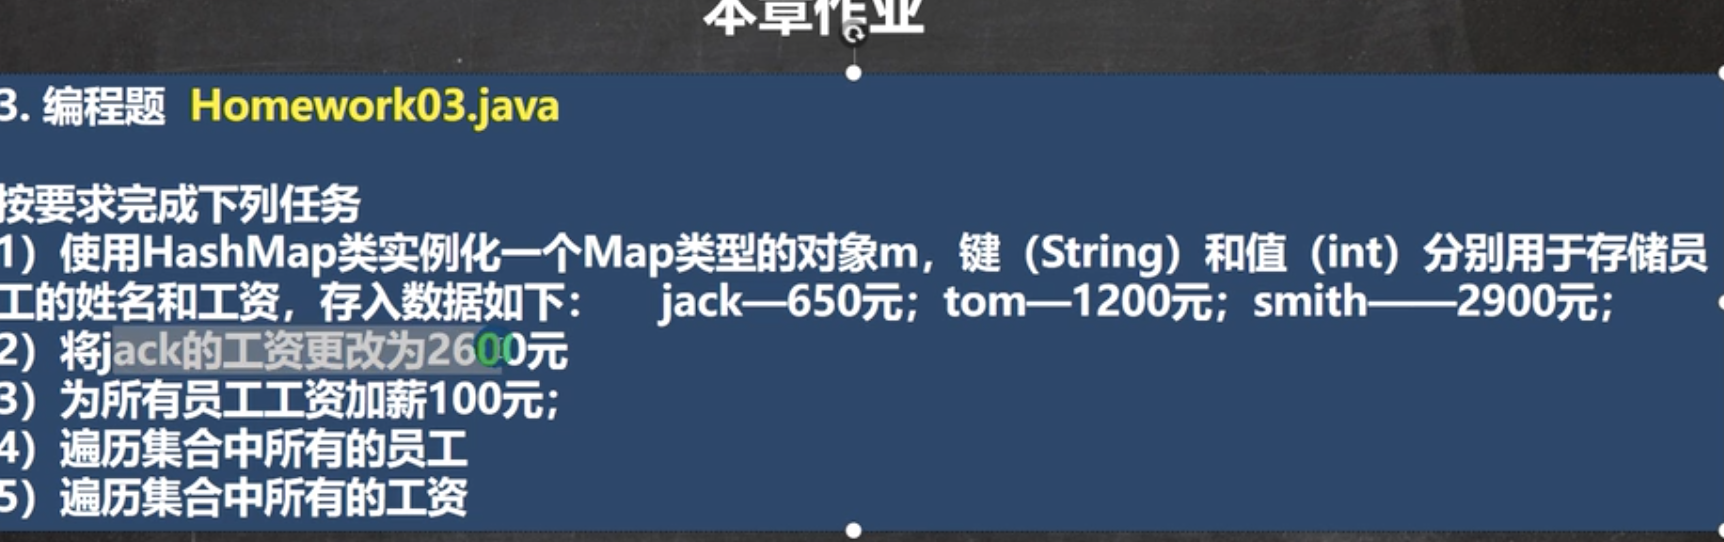 本章作业
3. 编程题 Homework03.java
按要求完成下列任务
1）使用HashMap类实例化一个Map类型的对象m，键（String）和值（int）分别用于存储员
工的姓名和工资，存入数据如下： jack—650元；tom—1200元；smith——2900元；
2）将jack的工资更改为2600元
3）为所有员工工资加薪100元；
4）遍历集合中所有的员工
5）遍历集合中所有的工资